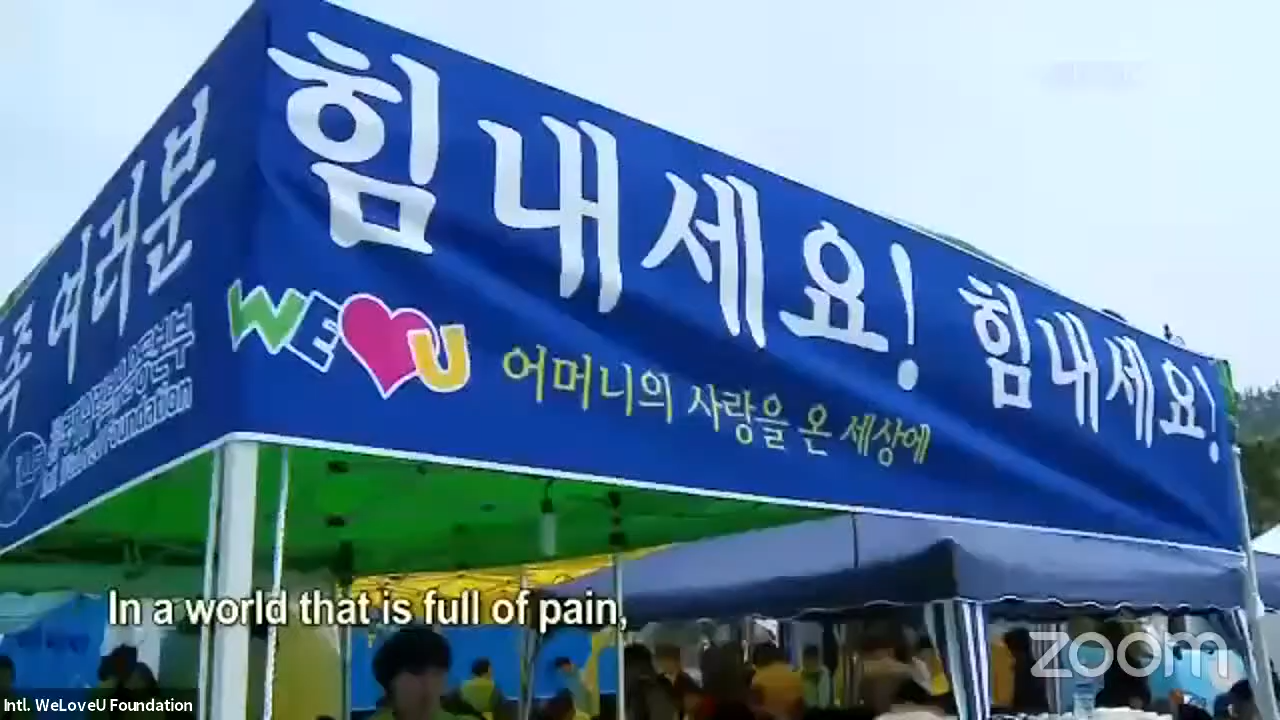 여러분
힘내세요! 힘내세요!
WE U
어머니의 사랑을 온 세상에
Foundation
In a world that is full of pain,
zoom
Intl. WeLoveU Foundation